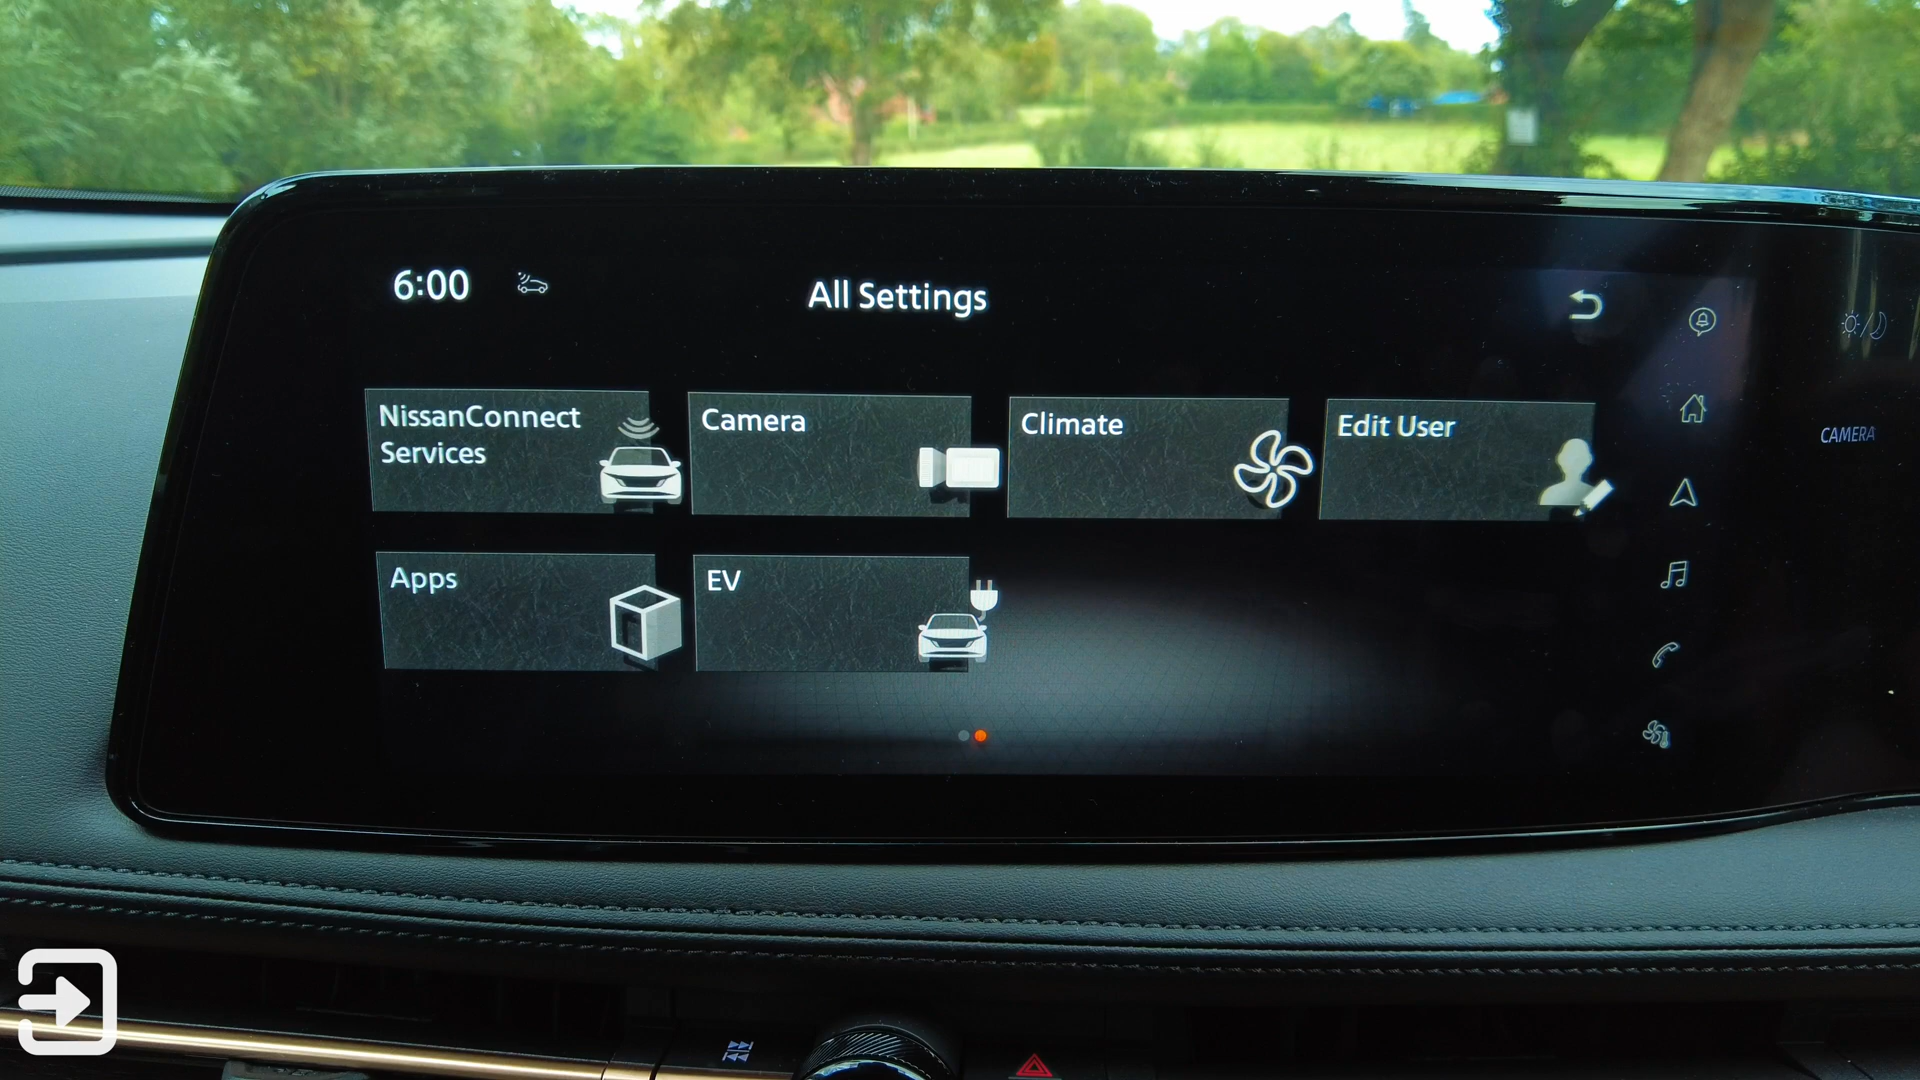 6:00
All Settings
NissanConnect
Services
Camera
Climate
Edit User
Apps
EV
CAMERA